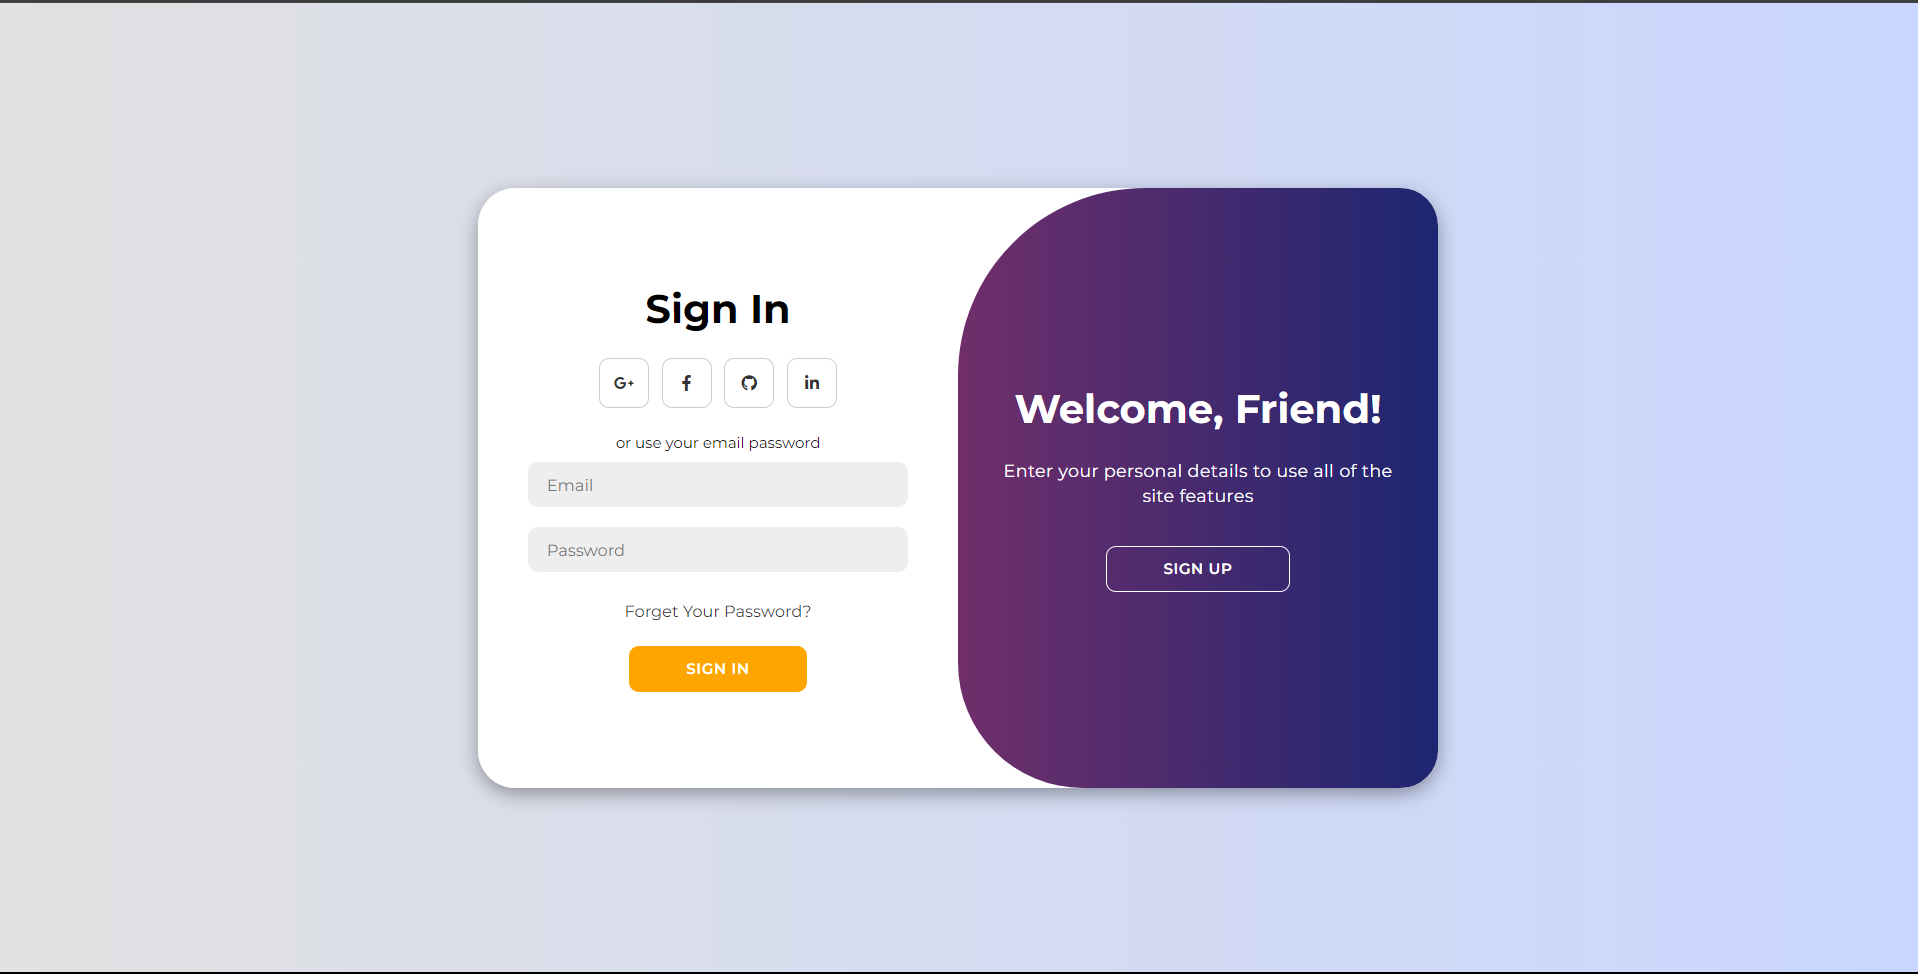 Sign In
G+
f
in
or use your email password
Email
Password
Forget Your Password?
SIGN IN
Welcome, Friend!
Enter your personal details to use all of the
site features
SIGN UP